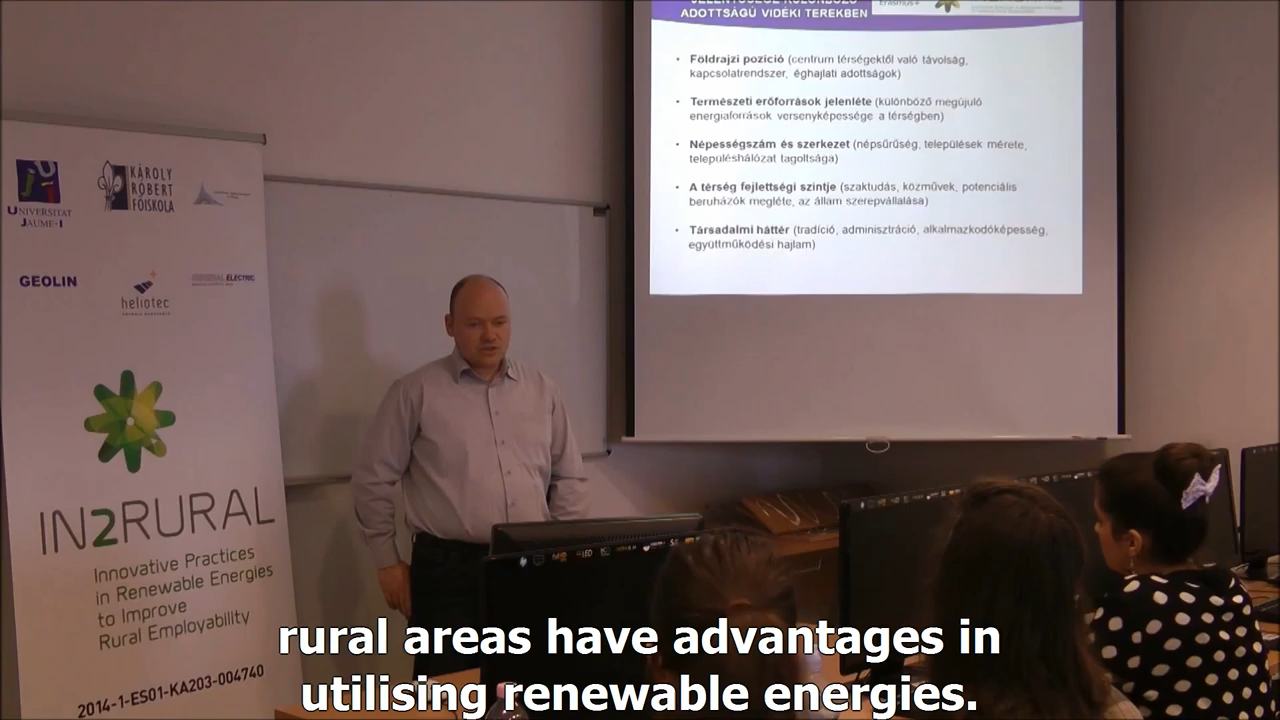 ADOTTSÁGÚ VIDÉKI TEREKBEN
Erasmus+
• Földrajzi pozíció (centrum térségektől való távolság,
kapcsolatrendszer, éghajlati adottságok)
• Természeti erőforrások jelenléte (különböző megújuló
energiaforrások versenyképessége a térségben)
• Népességszám és szerkezet (népsűrűség, települések mérete,
településhálózat tagoltsága)
• A térség fejlettségi szintje (szaktudás, közművek, potenciális
beruházók megléte, az állam szerepvállalása)
• Társadalmi háttér (tradíció, adminisztráció, alkalmazkodóképesség,
együttműködési hajlam)
UJI
UNIVERSITAT
JAUME·I
KÁROLY
RÓBERT
FŐISKOLA
GEOLIN
heliotec
GENERAL ELECTRIC
IN2RURAL
Innovative Practices
in Renewable Energies
to Improve
Rural Employability
2014-1-ES01-KA203-004740
rural areas have advantages in
utilising renewable energies.